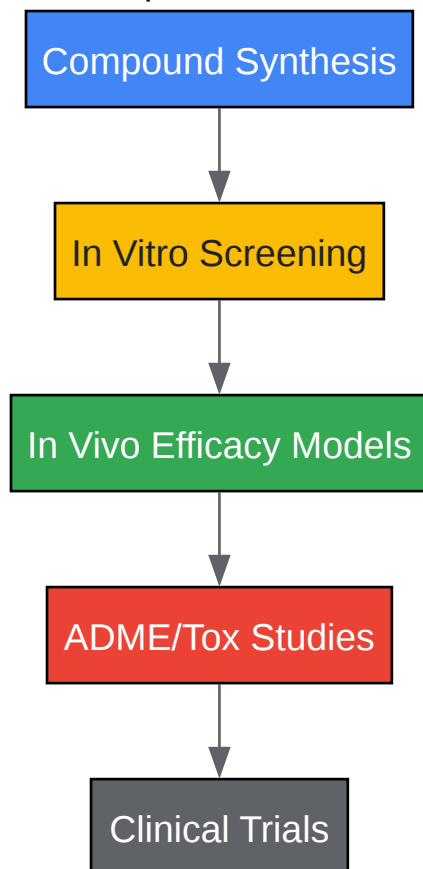 Compound Synthesis
In Vitro Screening
In Vivo Efficacy Models
ADME/Tox Studies
Clinical Trials